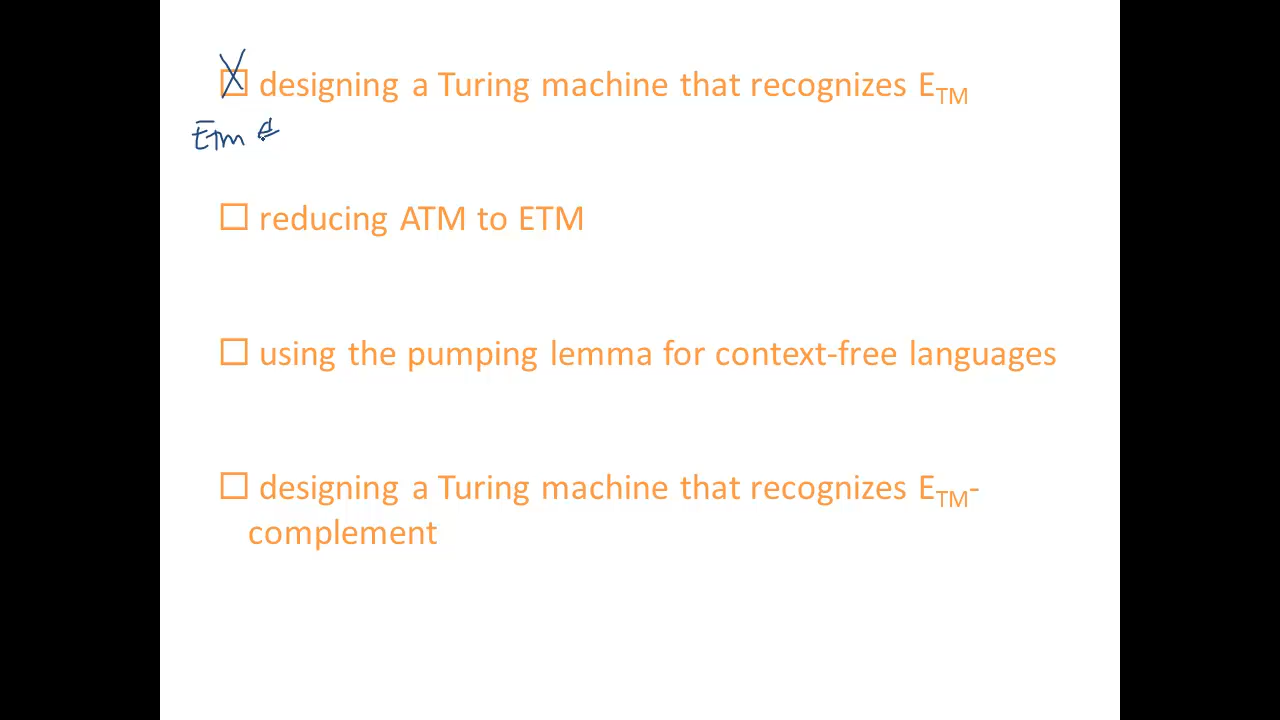 ☐ designing a Turing machine that recognizes E_TM
Etm
☐ reducing ATM to ETM
☐ using the pumping lemma for context-free languages
☐ designing a Turing machine that recognizes E_TM-
complement